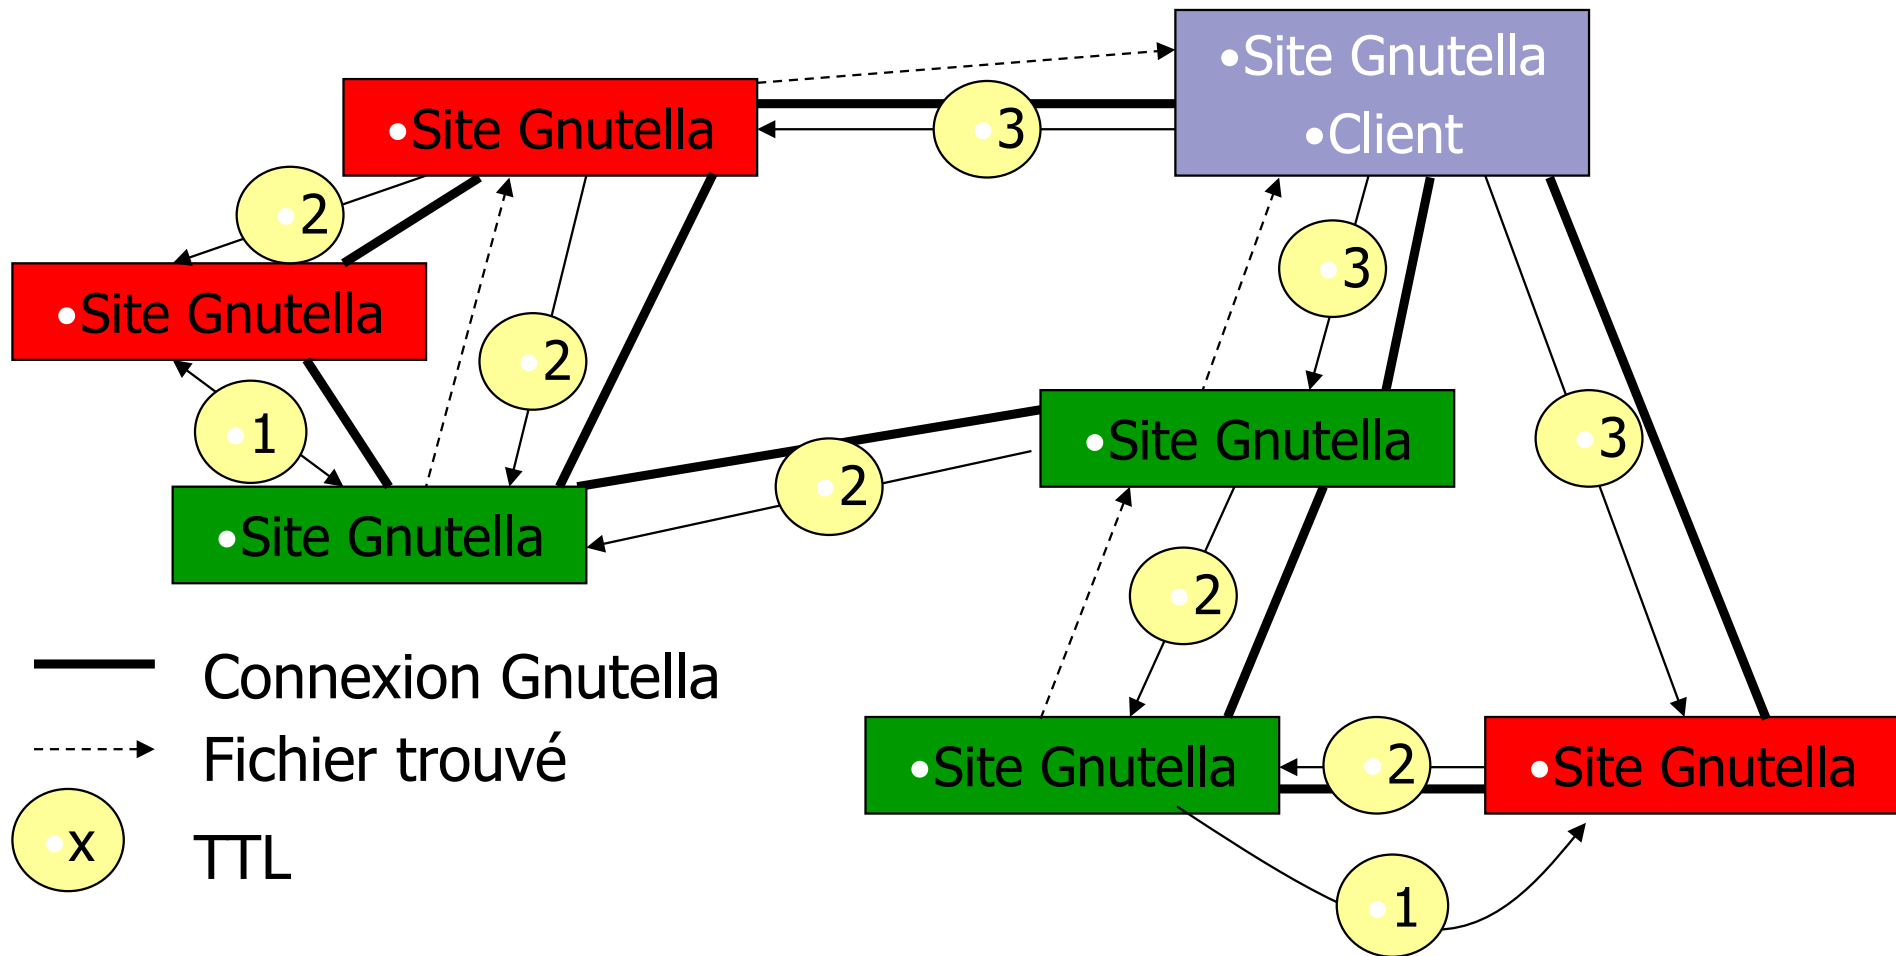 •Site Gnutella
•Client
•Site Gnutella
•3
•2
•3
•Site Gnutella
•2
•1
•3
•Site Gnutella
•2
•Site Gnutella
•2
Connexion Gnutella
Fichier trouvé
•x TTL
•Site Gnutella
•2
•Site Gnutella
•1